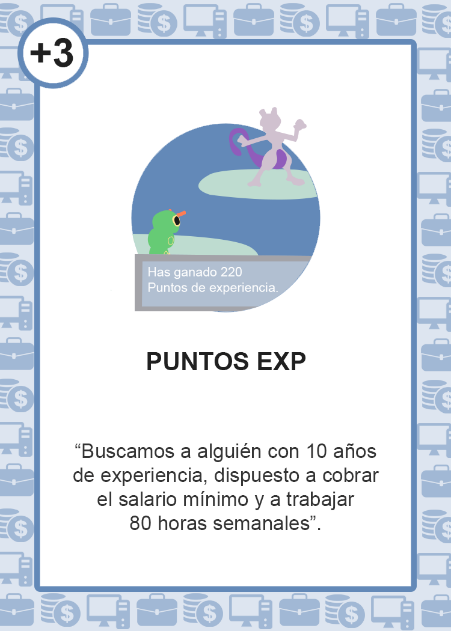 +3
Has ganado 220
Puntos de experiencia.
PUNTOS EXP
“Buscamos a alguién con 10 años
de experiencia, dispuesto a cobrar
el salario mínimo y a trabajar
80 horas semanales”.